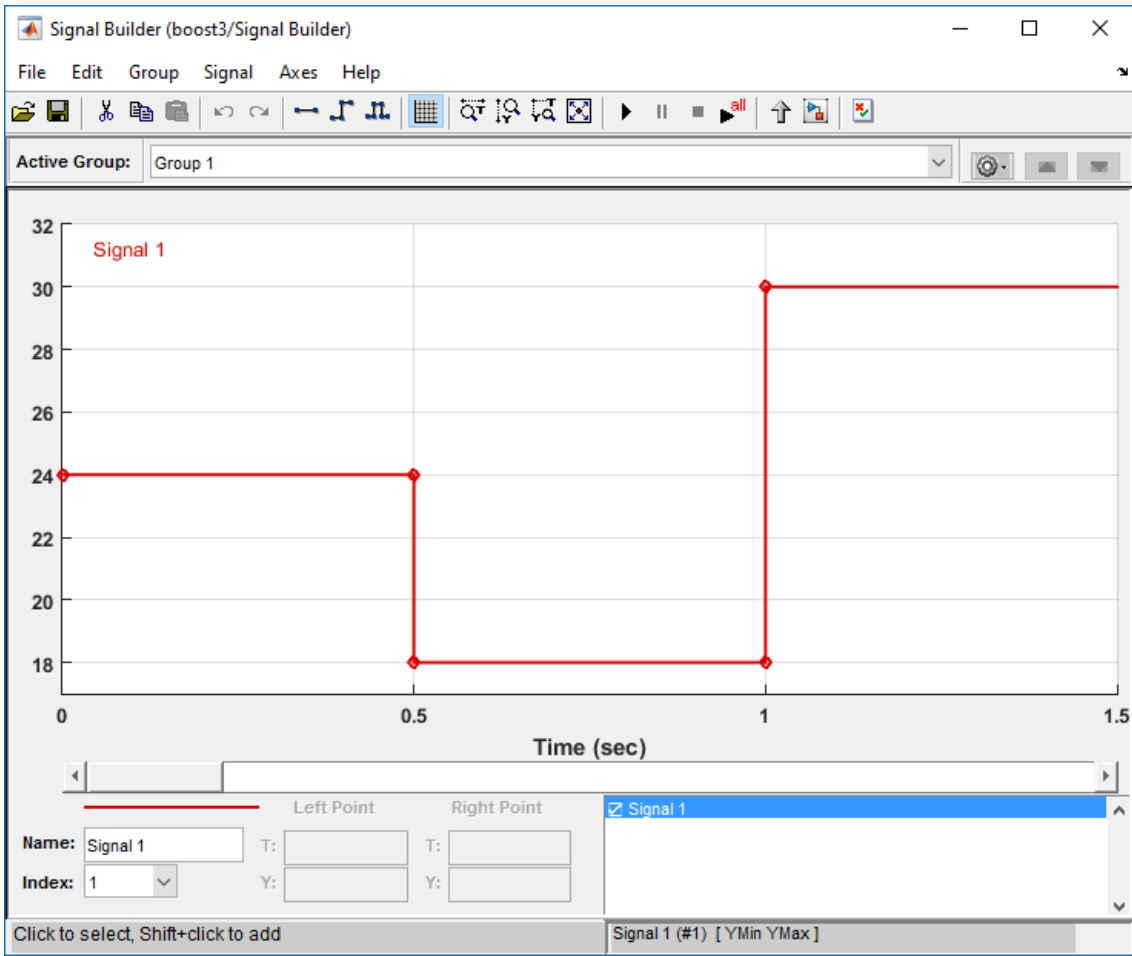 Signal Builder (boost3/Signal Builder)
File Edit Group Signal Axes Help
all
Active Group: Group 1
32
Signal 1
30
28
26
24
22
20
18
0 0.5 1 1.5
Time (sec)
Left Point Right Point Signal 1
Name: Signal 1 T: T:
Index: 1 Y: Y:
Click to select, Shift+click to add Signal 1 (#1) [ YMin YMax ]